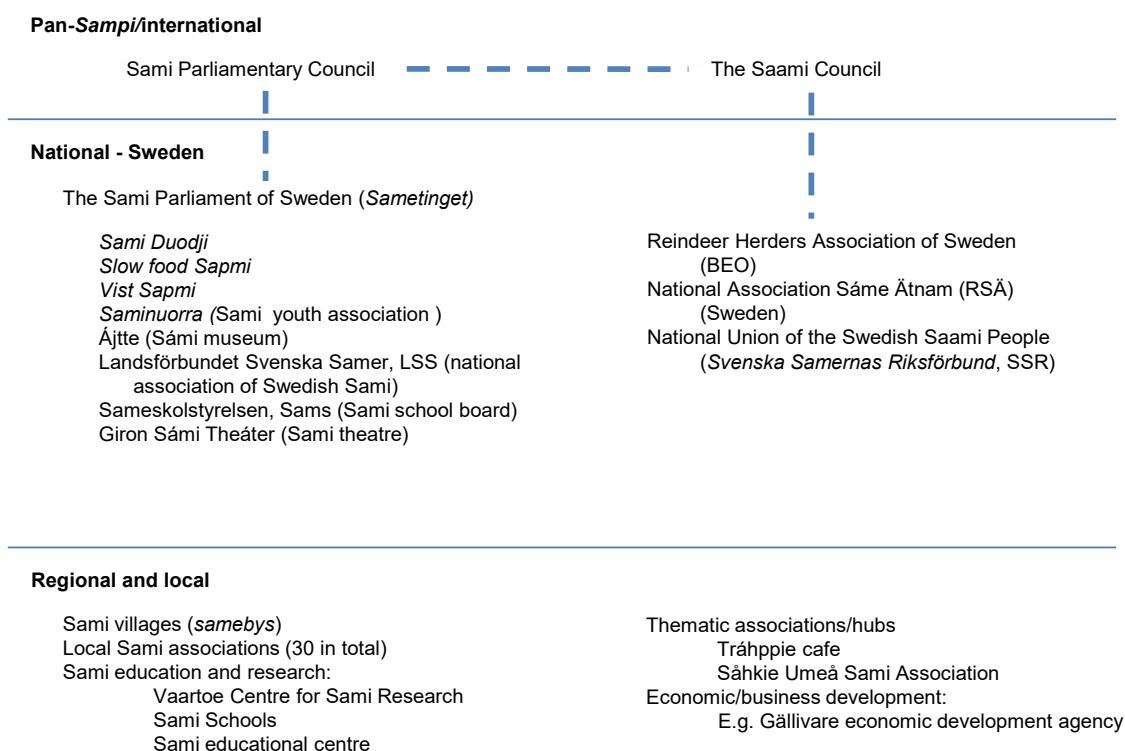 Pan-Sampi/international
Sami Parliamentary Council
The Saami Council
National - Sweden
The Sami Parliament of Sweden (Sametinget)
Sami Duodji
Slow food Sapmi
Vist Sapmi
Saminuorra (Sami youth association )
Ájtte (Sámi museum)
Landsförbundet Svenska Samer, LSS (national
association of Swedish Sami)
Sameskolstyrelsen, Sams (Sami school board)
Giron Sámi Theáter (Sami theatre)
Reindeer Herders Association of Sweden
(BEO)
National Association Sáme Ätnam (RSÄ)
(Sweden)
National Union of the Swedish Saami People
(Svenska Samernas Riksförbund, SSR)
Regional and local
Sami villages (samebys)
Local Sami associations (30 in total)
Sami education and research:
Vaartoe Centre for Sami Research
Sami Schools
Sami educational centre
Thematic associations/hubs
Tráhppie cafe
Såhkie Umeå Sami Association
Economic/business development:
E.g. Gällivare economic development agency